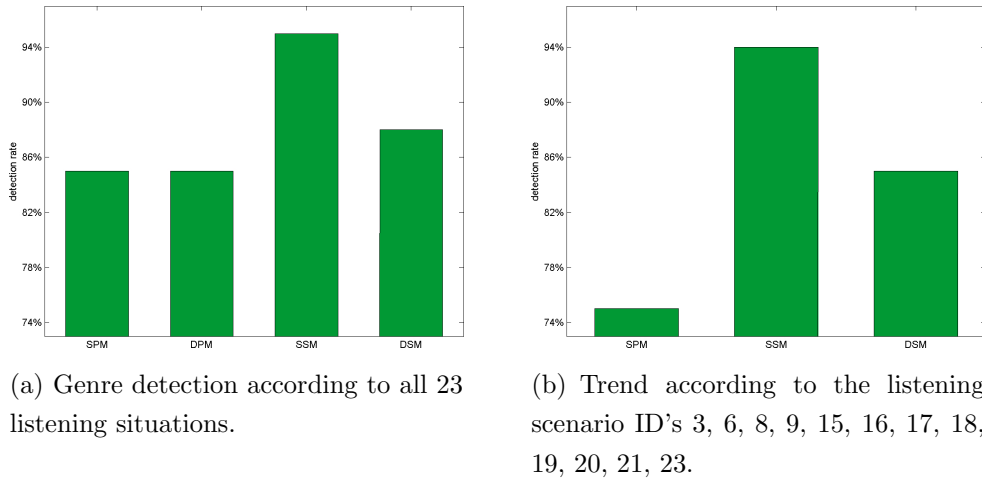 94%
90%
86%
82%
78%
74%
detection rate
SPM DPM SSM DSM
(a) Genre detection according to all 23
listening situations.
94%
90%
86%
82%
78%
74%
detection rate
SPM SSM DSM
(b) Trend according to the listening
scenario ID's 3, 6, 8, 9, 15, 16, 17, 18,
19, 20, 21, 23.